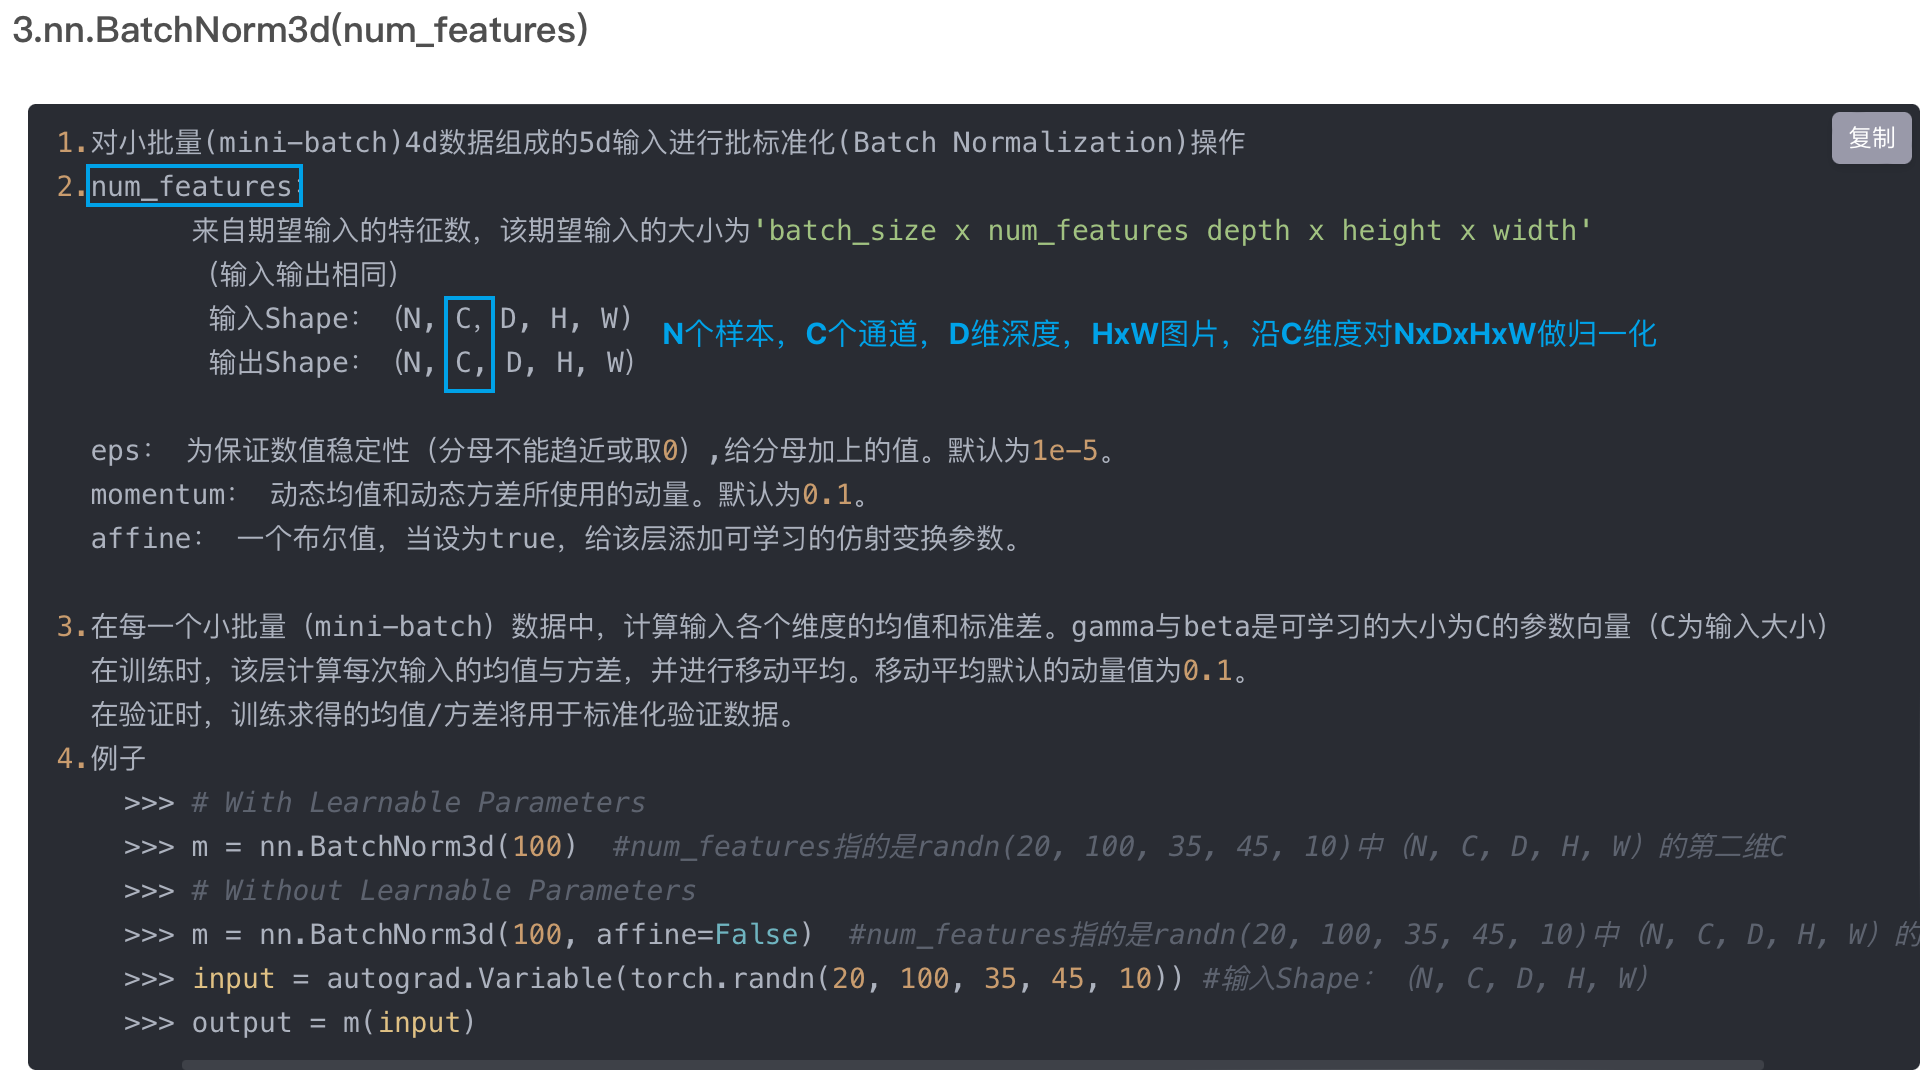 3.nn.BatchNorm3d(num_features)
复制
1.对小批量(mini-batch)4d数据组成的5d输入进行批标准化(Batch Normalization)操作
2.num_features:
来自期望输入的特征数，该期望输入的大小为'batch_size x num_features depth x height x width'
（输入输出相同）
输入Shape：（N, C, D, H, W)
N个样本，C个通道，D维深度，HxW图片，沿C维度对NxDxHxW做归一化
输出Shape：（N, C, D, H, W）
eps： 为保证数值稳定性（分母不能趋近或取0）,给分母加上的值。默认为1e-5。
momentum： 动态均值和动态方差所使用的动量。默认为0.1。
affine： 一个布尔值，当设为true，给该层添加可学习的仿射变换参数。
3.在每一个小批量（mini-batch）数据中，计算输入各个维度的均值和标准差。gamma与beta是可学习的大小为C的参数向量（C为输入大小）
在训练时，该层计算每次输入的均值与方差，并进行移动平均。移动平均默认的动量值为0.1。
在验证时，训练求得的均值/方差将用于标准化验证数据。
4.例子
>>> # With Learnable Parameters
>>> m = nn.BatchNorm3d(100)  #num_features指的是randn(20, 100, 35, 45, 10)中（N, C, D, H, W）的第二维C
>>> # Without Learnable Parameters
>>> m = nn.BatchNorm3d(100, affine=False)  #num_features指的是randn(20, 100, 35, 45, 10)中（N, C, D, H, W）的
>>> input = autograd.Variable(torch.randn(20, 100, 35, 45, 10)) #输入Shape：（N, C, D, H, W）
>>> output = m(input)